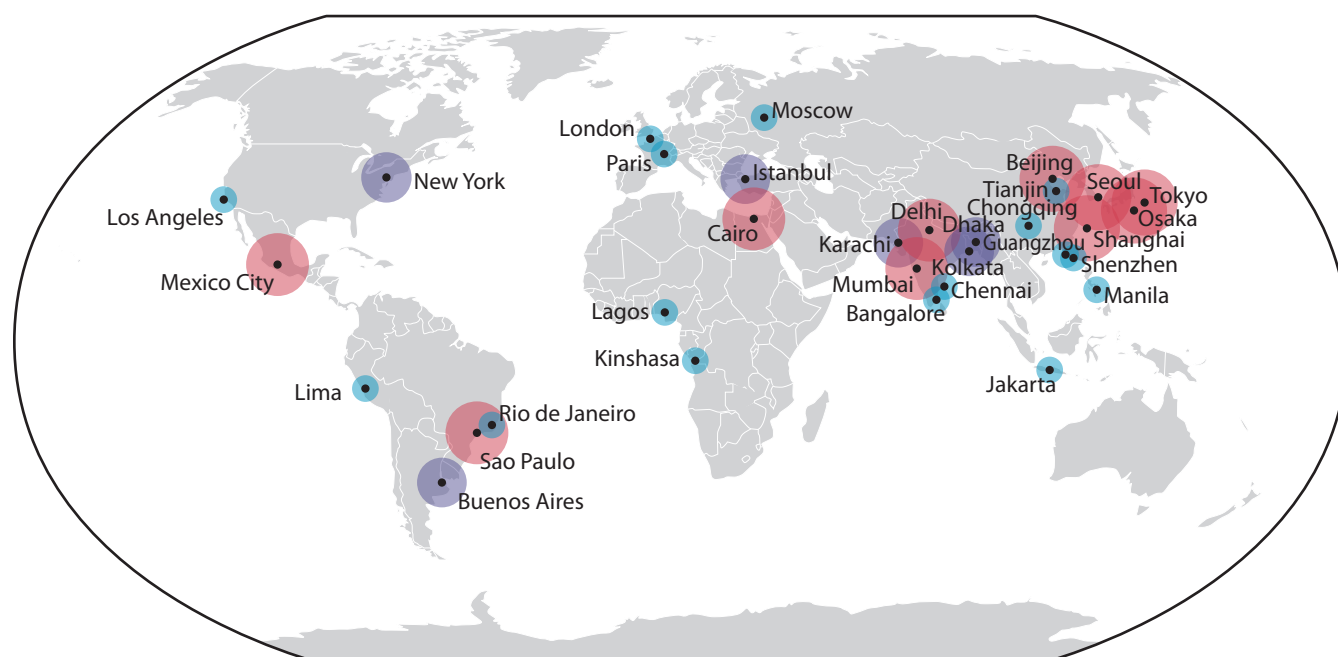 Moscow
London
Paris
Istanbul
New York
Los Angeles
Mexico City
Cairo
Beijing
Tianjin
Seoul
Tokyo
Osaka
Chongqing
Delhi
Dhaka
Karachi
Guangzhou
Shanghai
Kolkata
Shenzhen
Mumbai
Chennai
Manila
Bangalore
Lagos
Kinshasa
Jakarta
Lima
Rio de Janeiro
Sao Paulo
Buenos Aires